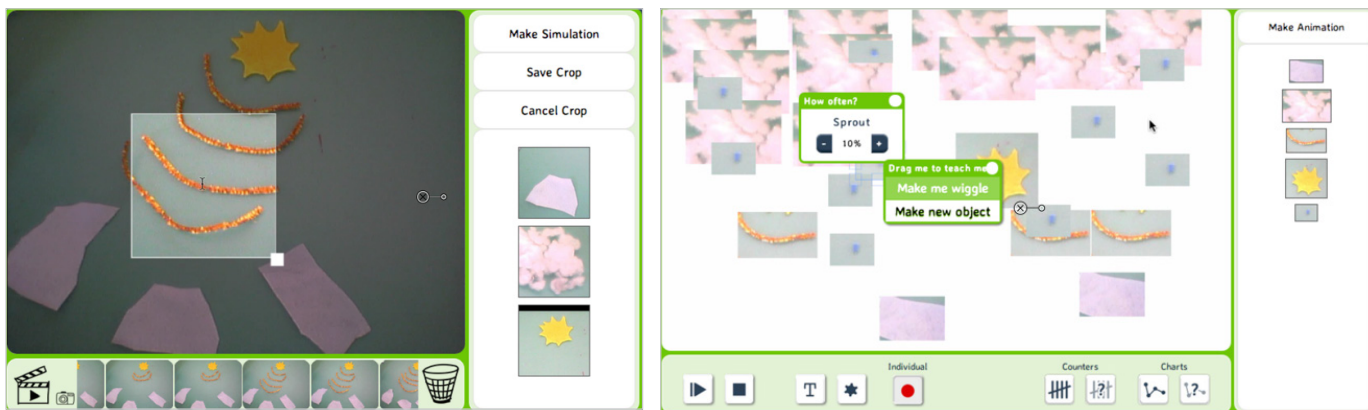 Make Simulation
Save Crop
Cancel Crop
Make Animation
How often?
Sprout
- 10% +
Drag me to teach me
Make me wiggle
Make new object
Individual
Counters
Charts
T
?
?